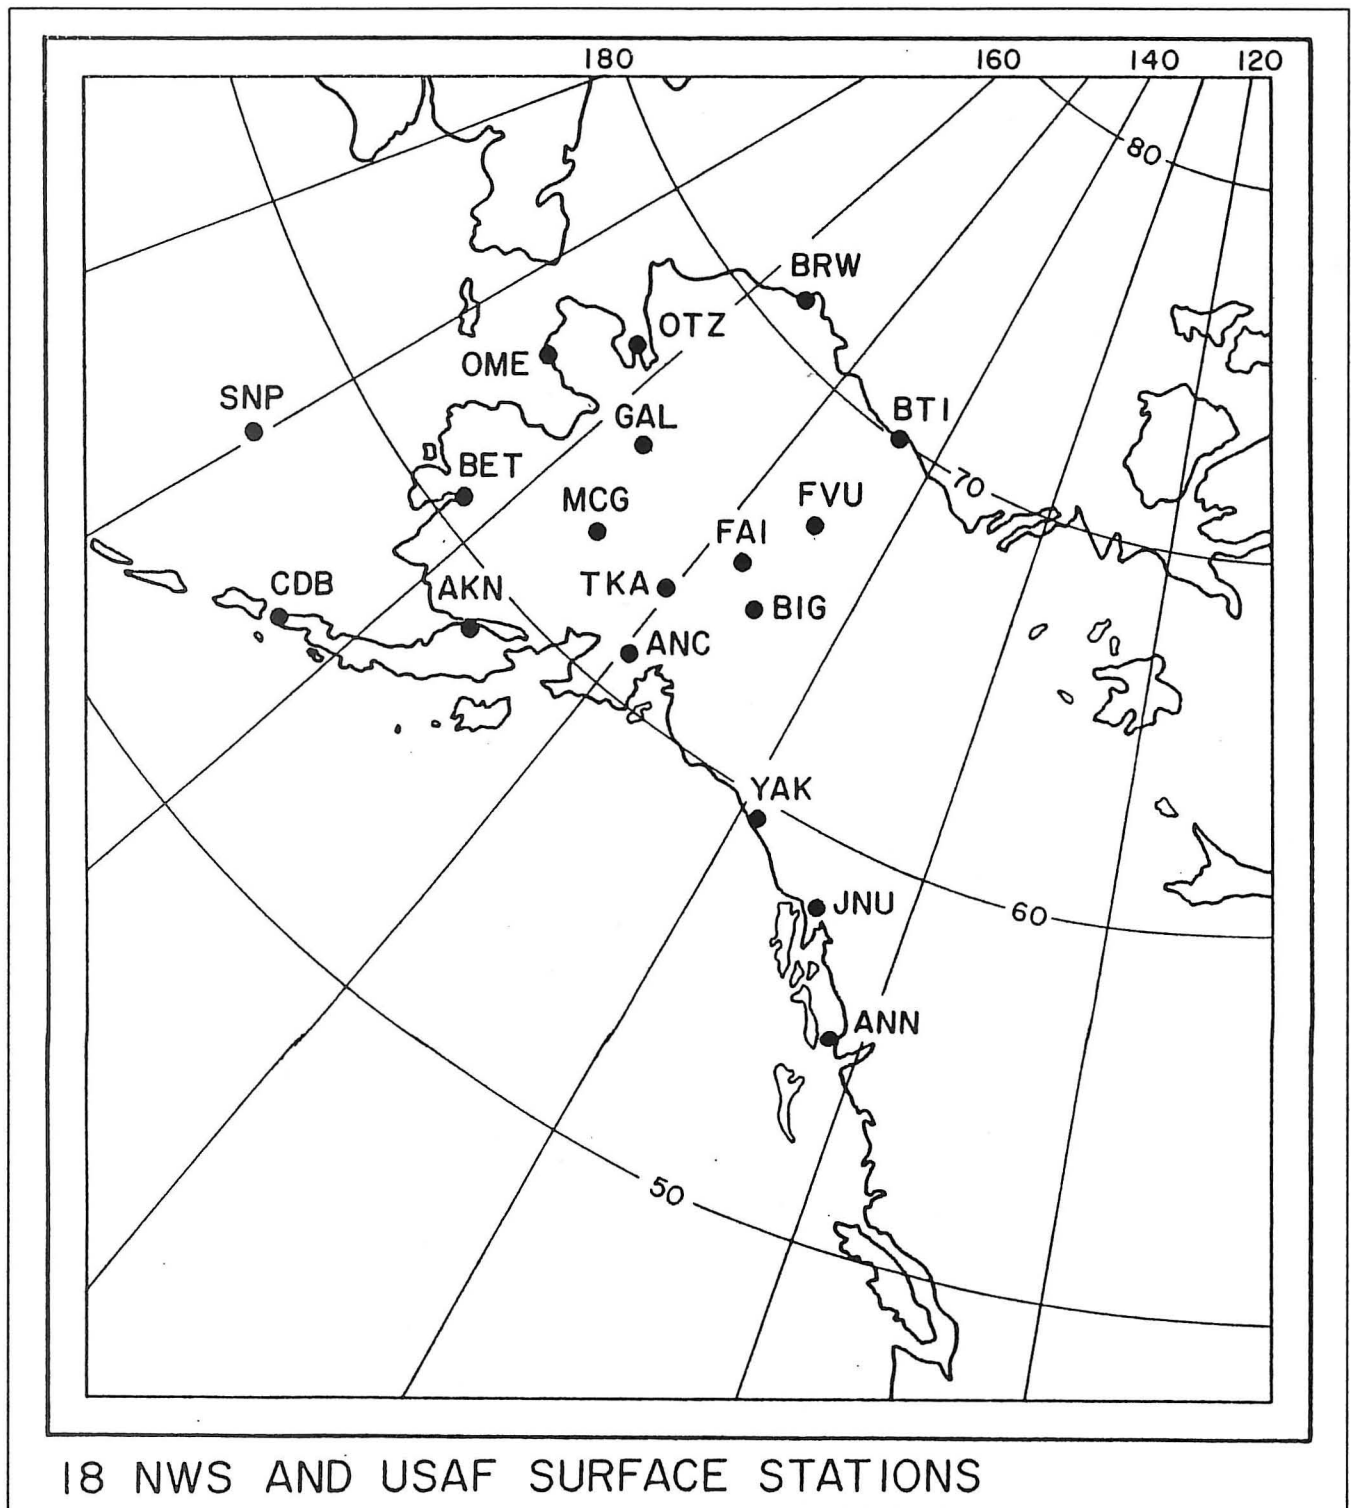 180 160 140 120
80
BRW
OTZ
OME
SNP
GAL
BTI
BET
70
MCG
FVU
FAI
CDB
AKN
TKA
BIG
ANC
YAK
JNU
60
ANN
50
18 NWS AND USAF SURFACE STATIONS